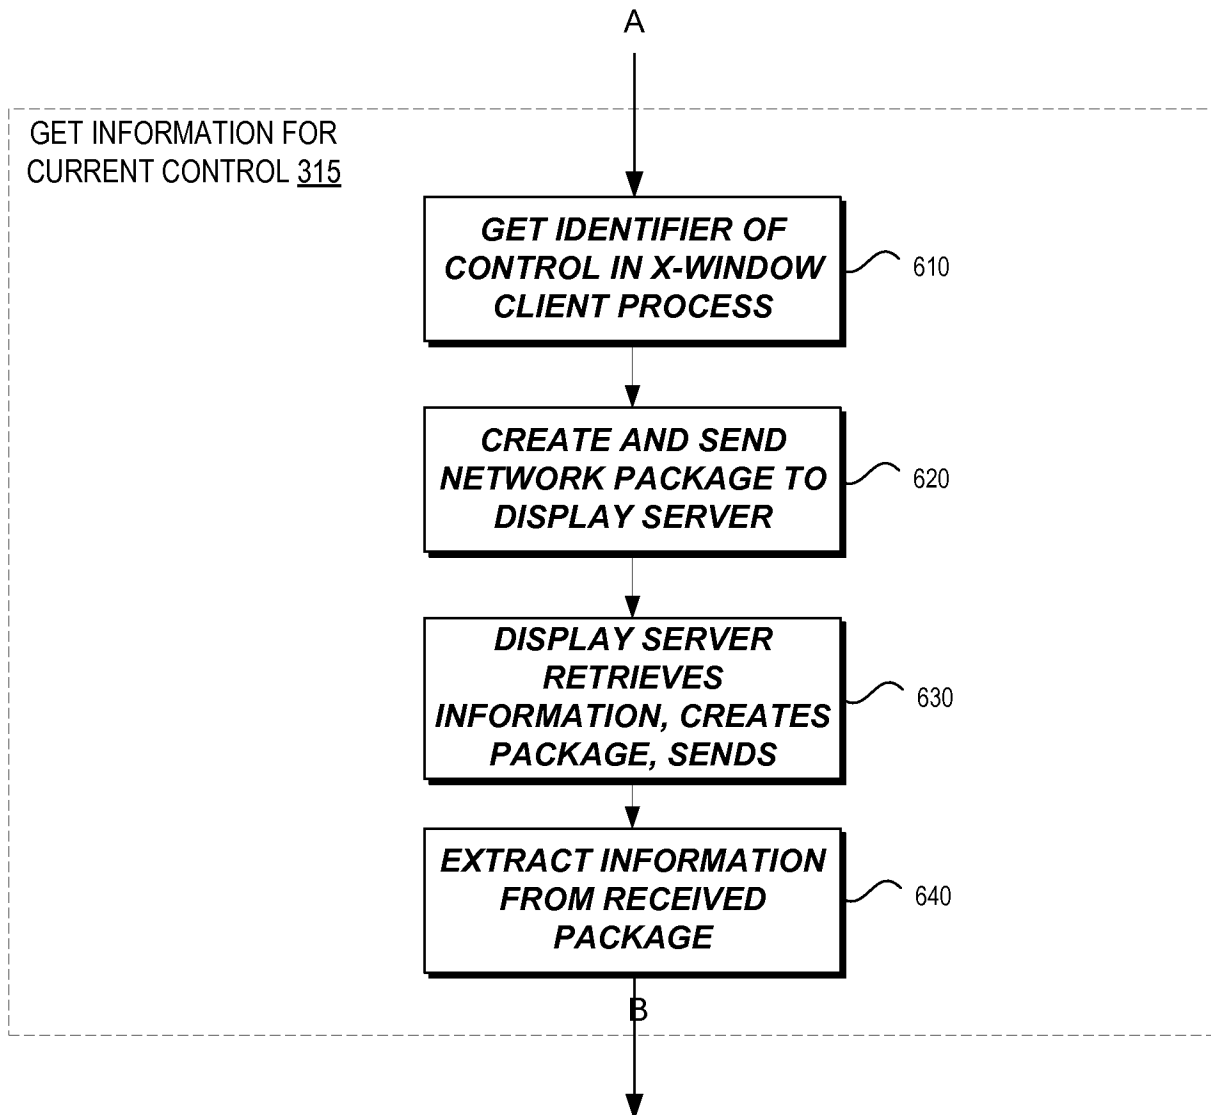 A
GET INFORMATION FOR
CURRENT CONTROL 315
GET IDENTIFIER OF
CONTROL IN X-WINDOW
CLIENT PROCESS
610
CREATE AND SEND
NETWORK PACKAGE TO
DISPLAY SERVER
620
DISPLAY SERVER
RETRIEVES
INFORMATION, CREATES
PACKAGE, SENDS
630
EXTRACT INFORMATION
FROM RECEIVED
PACKAGE
640
B